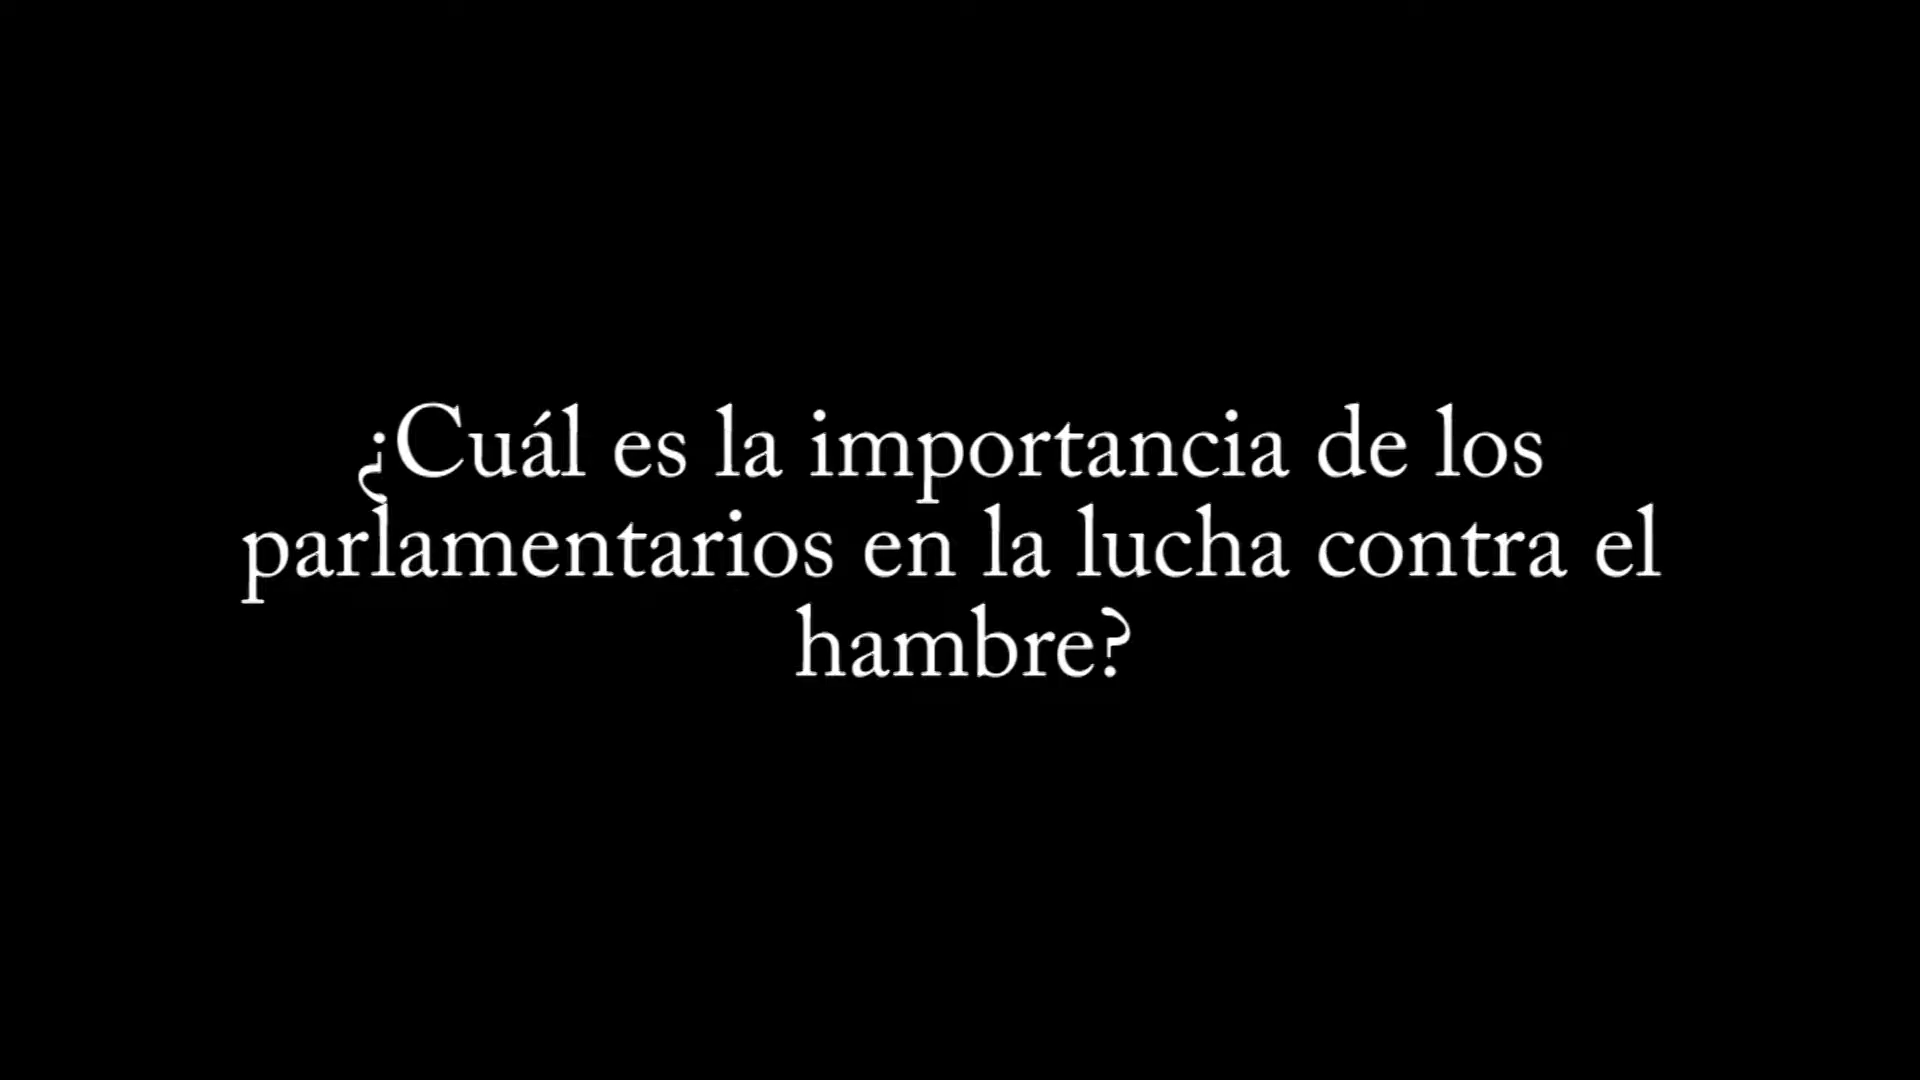 ¿Cuál es la importancia de los
parlamentarios en la lucha contra el
hambre?